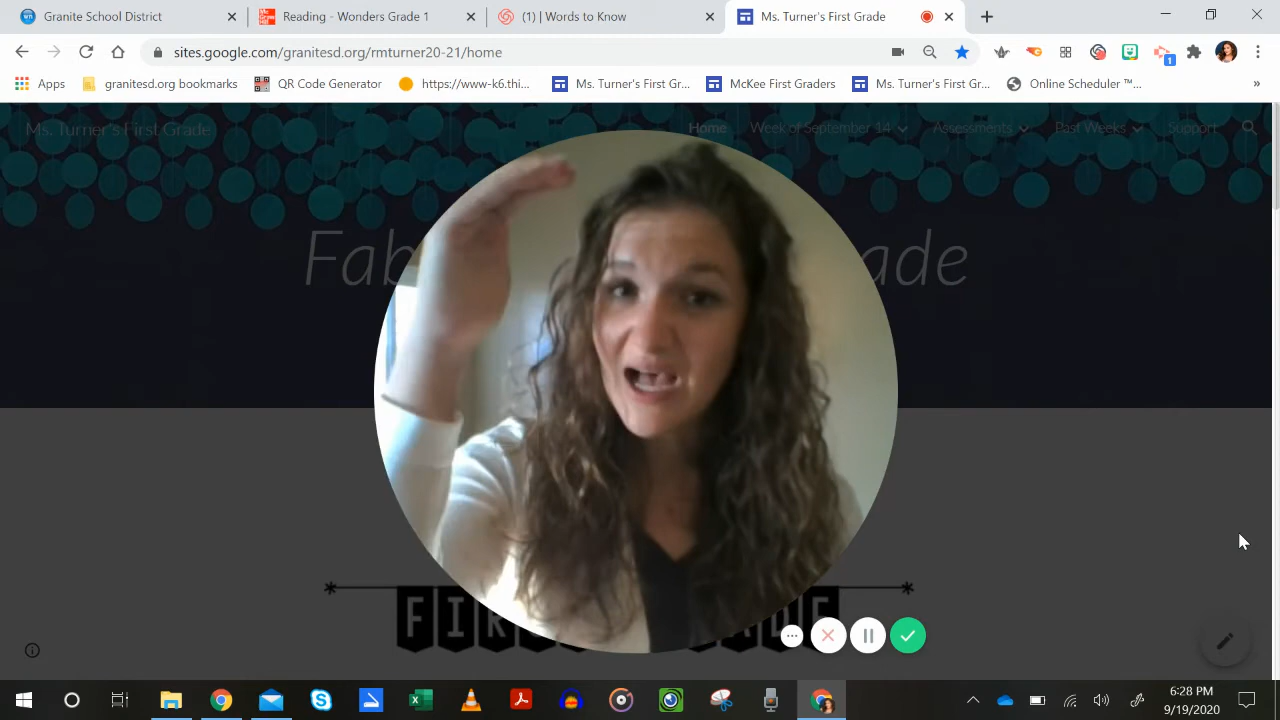 Granite School District
Reading - Wonders Grade 1
(1) | Words to Know
Ms. Turner's First Grade
sites.google.com/granitesd.org/rmturner20-21/home
1
Apps
granitesd.org bookmarks
QR Code Generator
https://www-k6.thi...
Ms. Turner's First Gr...
McKee First Graders
Ms. Turner's First Gr...
Online Scheduler ™...
»
Ms. Turner's First Grade
Home
Week of September 14
Assessments
Past Weeks
Support
6:28 PM
9/19/2020